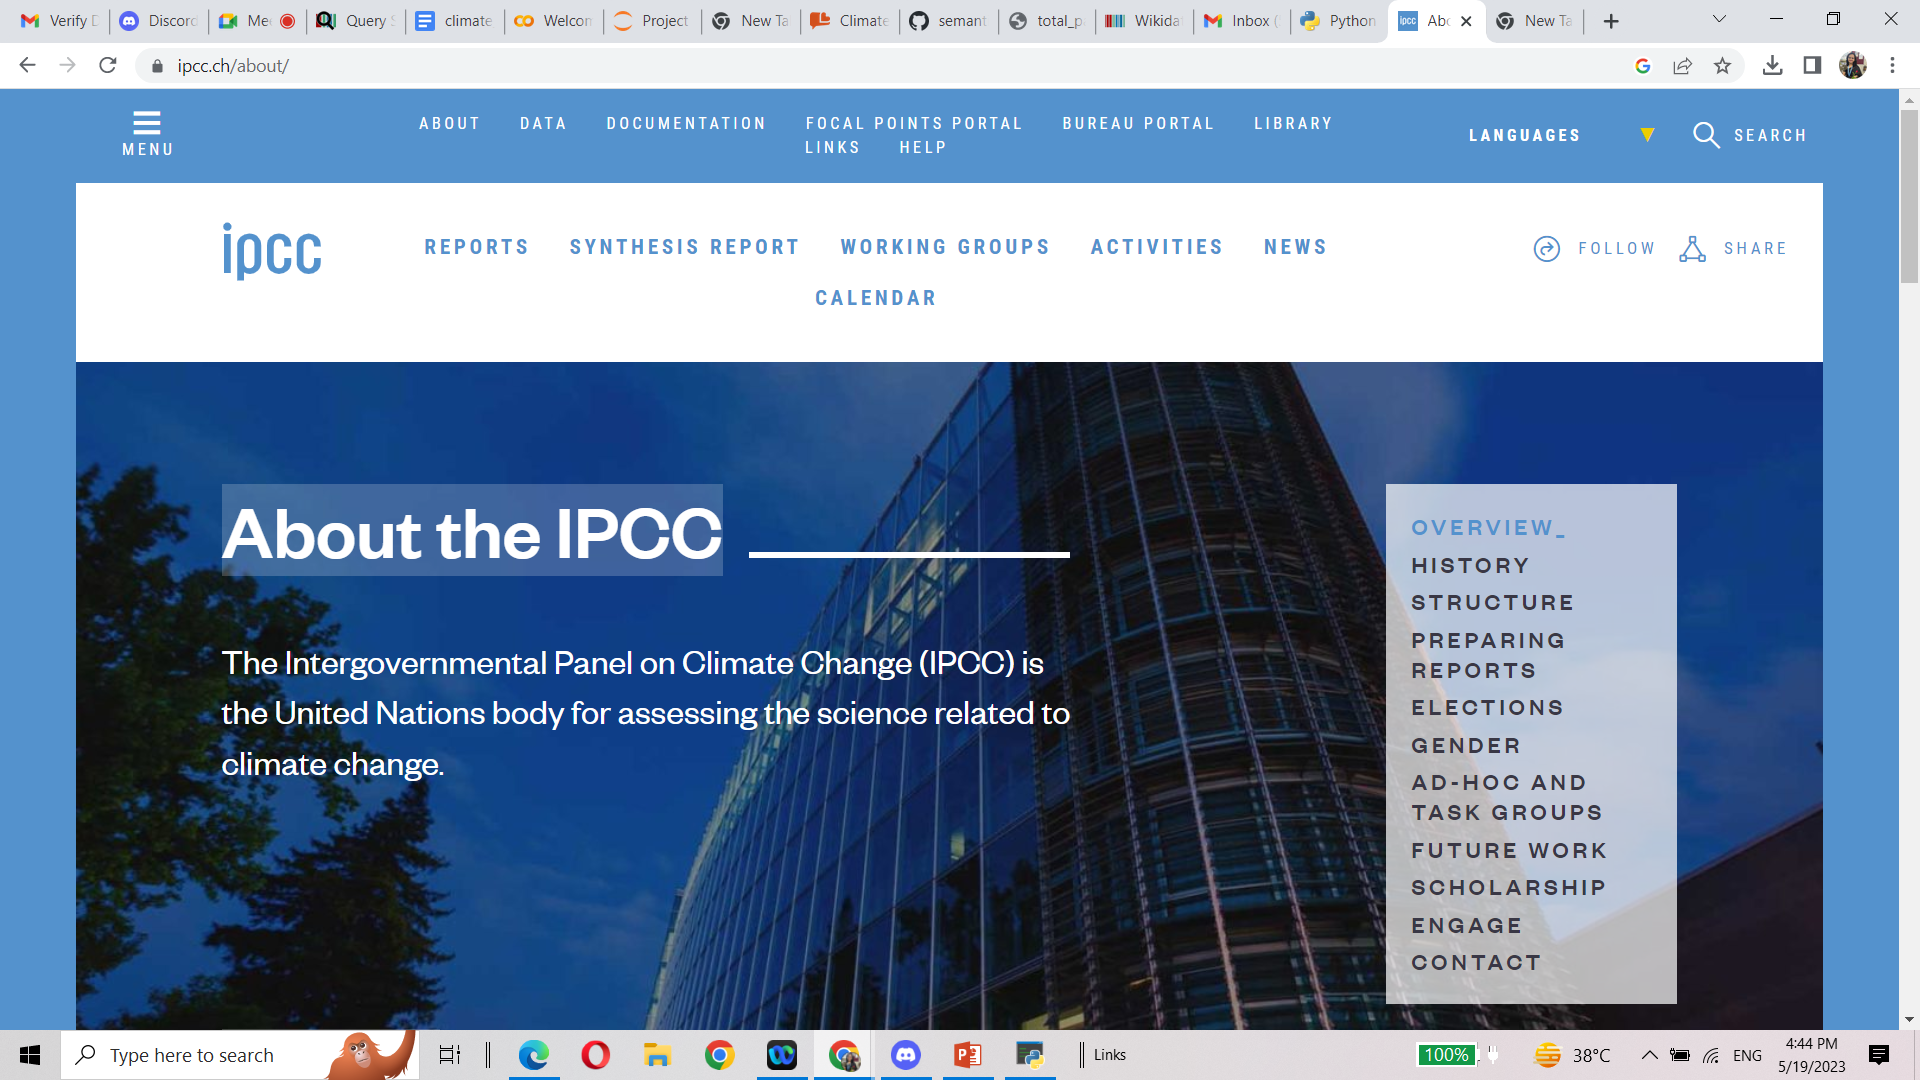 Verify D
Discord
Mee
Query S
climate
Welcon
Project
New Ta
Climate
semant
total_pa
Wikidat
Inbox (
Python
ipcc
Abo
New Ta
ipcc.ch/about/
MENU
ABOUT DATA DOCUMENTATION FOCAL POINTS PORTAL BUREAU PORTAL LIBRARY
LINKS HELP
LANGUAGES
SEARCH
ipcc
REPORTS SYNTHESIS REPORT WORKING GROUPS ACTIVITIES NEWS
CALENDAR
FOLLOW
SHARE
About the IPCC
The Intergovernmental Panel on Climate Change (IPCC) is
the United Nations body for assessing the science related to
climate change.
OVERVIEW_
HISTORY
STRUCTURE
PREPARING
REPORTS
ELECTIONS
GENDER
AD-HOC AND
TASK GROUPS
FUTURE WORK
SCHOLARSHIP
ENGAGE
CONTACT
Type here to search
Links
100%
38°C
ENG
4:44 PM
5/19/2023